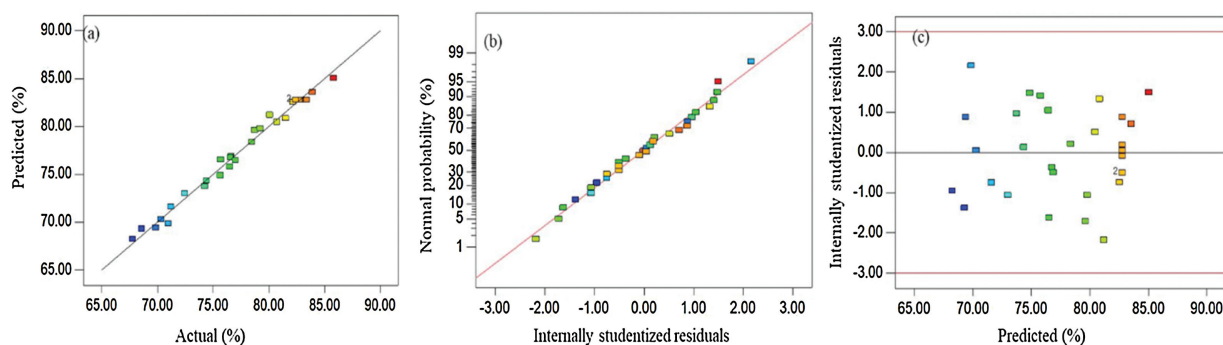 (a)
Predicted (%)
90.00
85.00
80.00
75.00
70.00
65.00
2
65.00 70.00 75.00 80.00 85.00 90.00
Actual (%)
(b)
Normal probability (%)
99
95
90
80
70
50
30
20
10
5
1
-3.00 -2.00 -1.00 0.00 1.00 2.00 3.00
Internally studentized residuals
(c)
Internally studentized residuals
3.00
2.00
1.00
0.00
-1.00
-2.00
-3.00
2
65.00 70.00 75.00 80.00 85.00 90.00
Predicted (%)